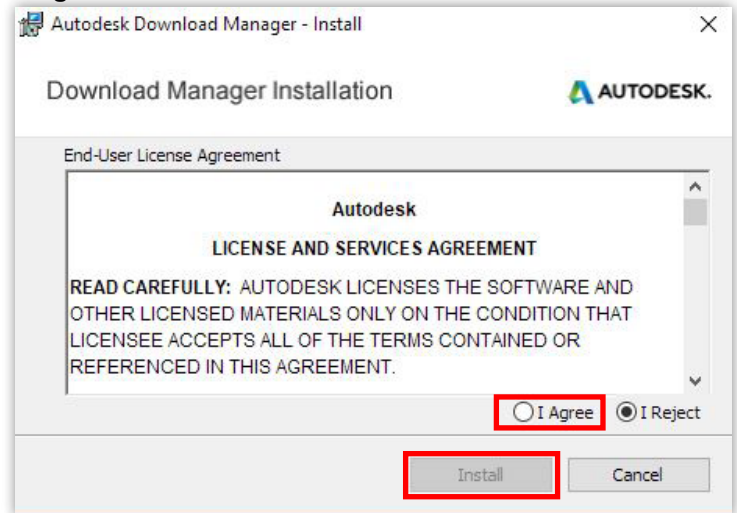 Autodesk Download Manager - Install
Download Manager Installation
AUTODESK.
End-User License Agreement
Autodesk
LICENSE AND SERVICES AGREEMENT
READ CAREFULLY: AUTODESK LICENSES THE SOFTWARE AND
OTHER LICENSED MATERIALS ONLY ON THE CONDITION THAT
LICENSEE ACCEPTS ALL OF THE TERMS CONTAINED OR
REFERENCED IN THIS AGREEMENT.
I Agree I Reject
Install Cancel